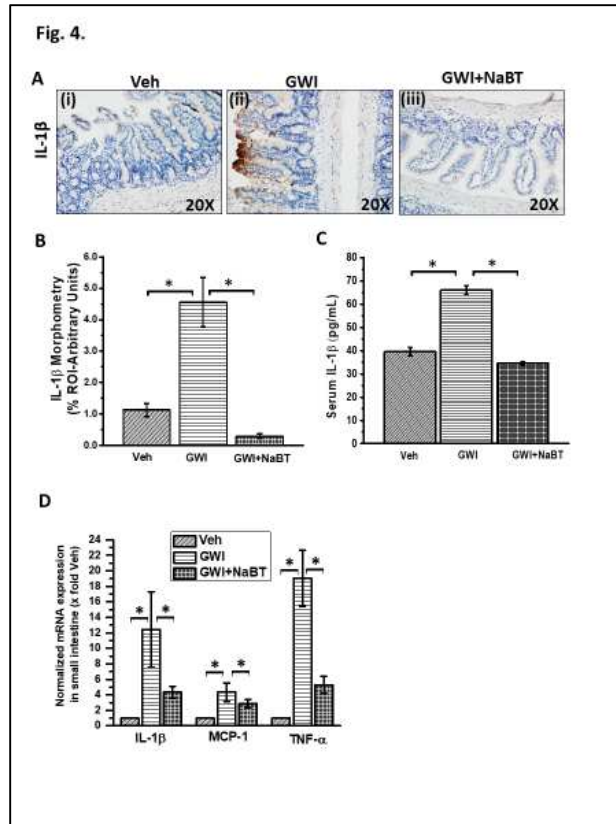 Fig. 4.
A
Veh
GWI
GWI+NaBT
IL-1β
(i)
(ii)
(iii)
20X
20X
20X
B
IL-1β Morphometry
(% ROI-Arbitrary Units)
6.0
5.0
4.0
3.0
2.0
1.0
0.0
*
*
Veh
GWI
GWI+NaBT
C
Serum IL-1β (pg/mL)
80
70
60
50
40
30
20
10
0
*
*
Veh
GWI
GWI+NaBT
D
Normalized mRNA expression
in small intestine (x fold Veh)
24
22
20
18
16
14
12
10
8
6
4
2
0
Veh
GWI
GWI+NaBT
*
*
*
*
*
*
IL-1β
MCP-1
TNF-α